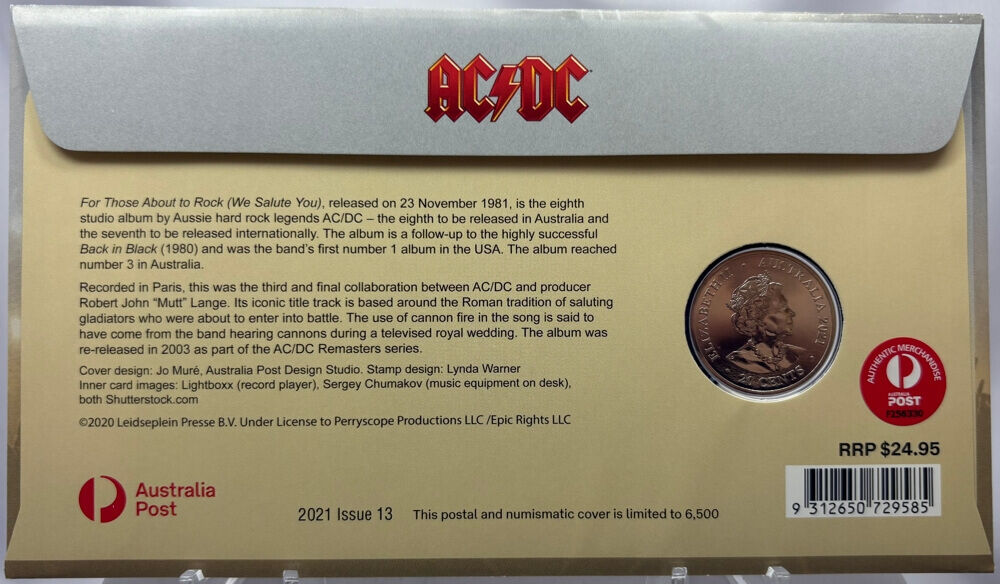 AC/DC
For Those About to Rock (We Salute You), released on 23 November 1981, is the eighth
studio album by Aussie hard rock legends AC/DC – the eighth to be released in Australia and
the seventh to be released internationally. The album is a follow-up to the highly successful
Back in Black (1980) and was the band's first number 1 album in the USA. The album reached
number 3 in Australia.
Recorded in Paris, this was the third and final collaboration between AC/DC and producer
Robert John “Mutt” Lange. Its iconic title track is based around the Roman tradition of saluting
gladiators who were about to enter into battle. The use of cannon fire in the song is said to
have come from the band hearing cannons during a televised royal wedding. The album was
re-released in 2003 as part of the AC/DC Remasters series.
Cover design: Jo Muré, Australia Post Design Studio. Stamp design: Lynda Warner
Inner card images: Lightboxx (record player), Sergey Chumakov (music equipment on desk),
both Shutterstock.com
©2020 Leidseplein Presse B.V. Under License to Perryscope Productions LLC /Epic Rights LLC
ELIZABETH II • AUSTRALIA 2021
20 CENTS
AUTHENTIC MERCHANDISE
AUSTRALIA
POST
F256330
RRP $24.95
9 312650 729585
Australia
Post
2021 Issue 13
This postal and numismatic cover is limited to 6,500